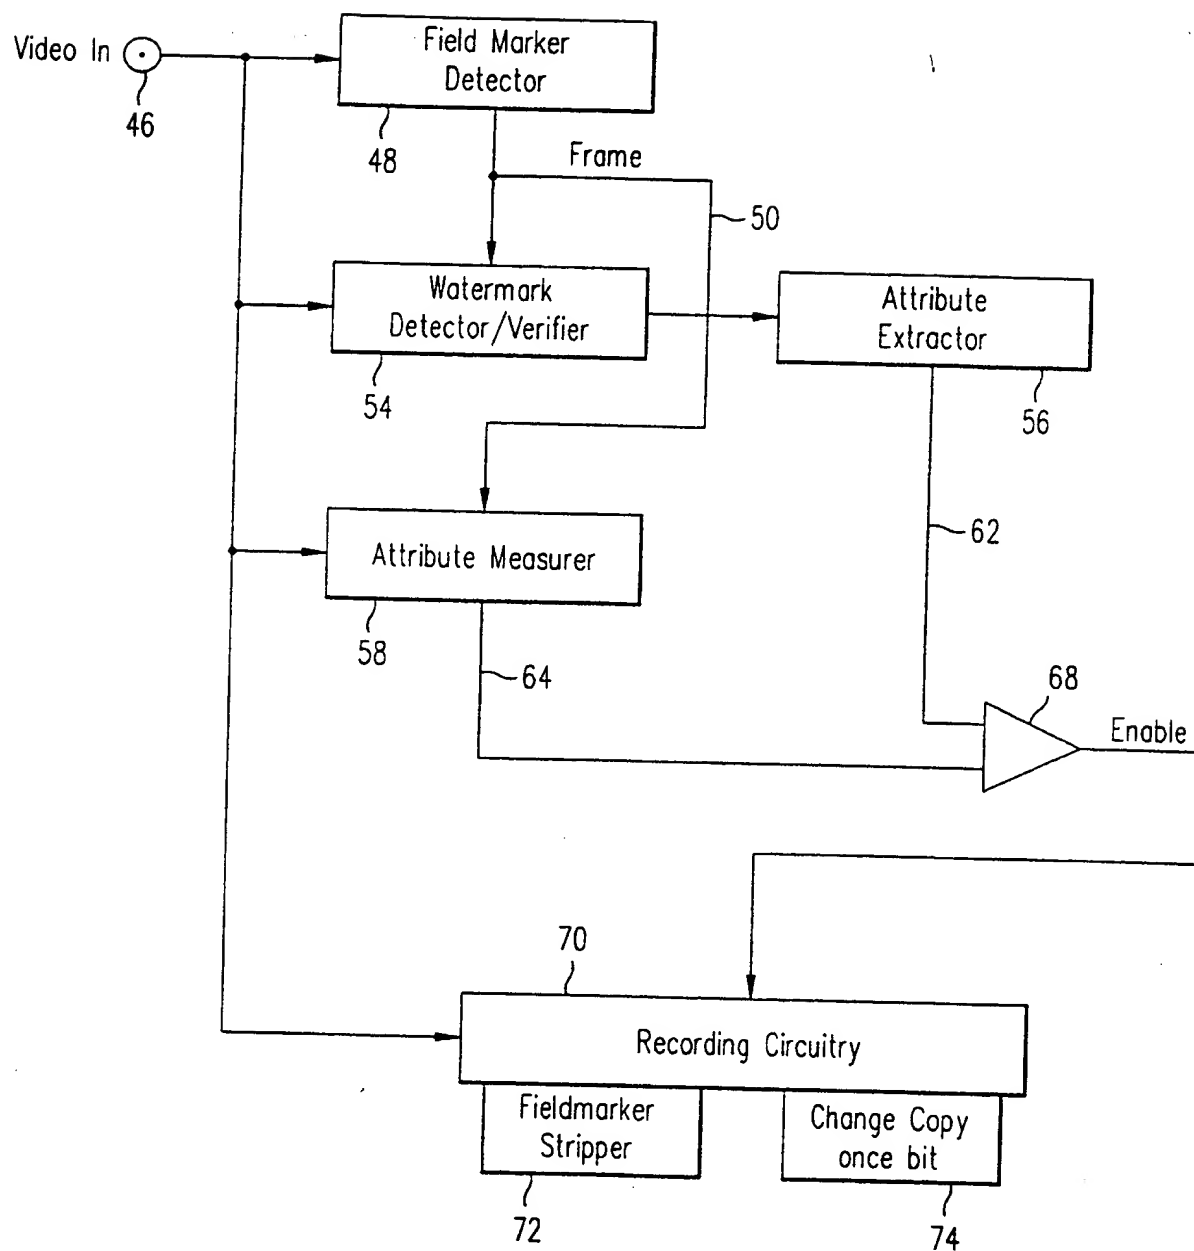 Field Marker
Detector
Video In
46
48
Frame
50
Watermark
Detector/Verifier
Attribute
Extractor
54
56
62
Attribute Measurer
58
64
68
Enable
70
Recording Circuitry
Fieldmarker
Stripper
Change Copy
once bit
72
74